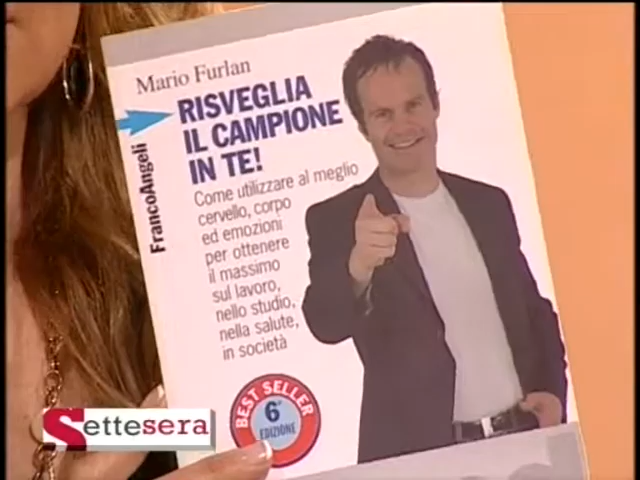 Mario Furlan
RISVEGLIA
IL CAMPIONE
IN TE!
FrancoAngeli
Come utilizzare al meglio
cervello, corpo
ed emozioni
per ottenere
il massimo
sul lavoro,
nello studio,
nella salute,
in società
BEST SELLER
6ª
EDIZIONE
Settesera